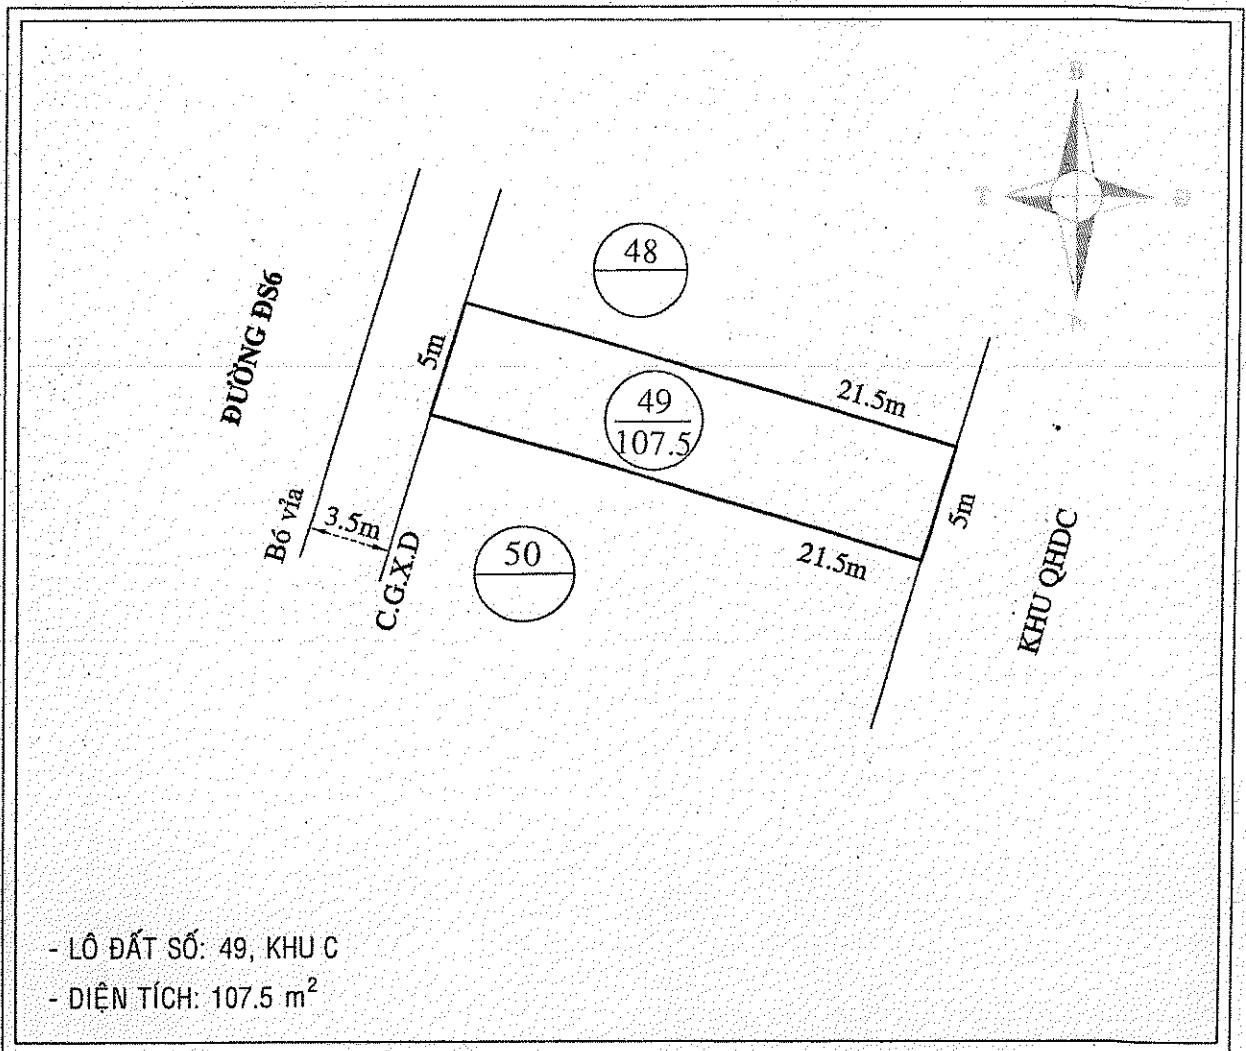 B
T
Đ
N
48
ĐƯỜNG ĐS6
5m
21.5m
49
107.5
5m
Bó vỉa
3.5m
C.G.X.D
50
21.5m
KHU QHDC
- LÔ ĐẤT SỐ: 49, KHU C
- DIỆN TÍCH: 107.5 m²